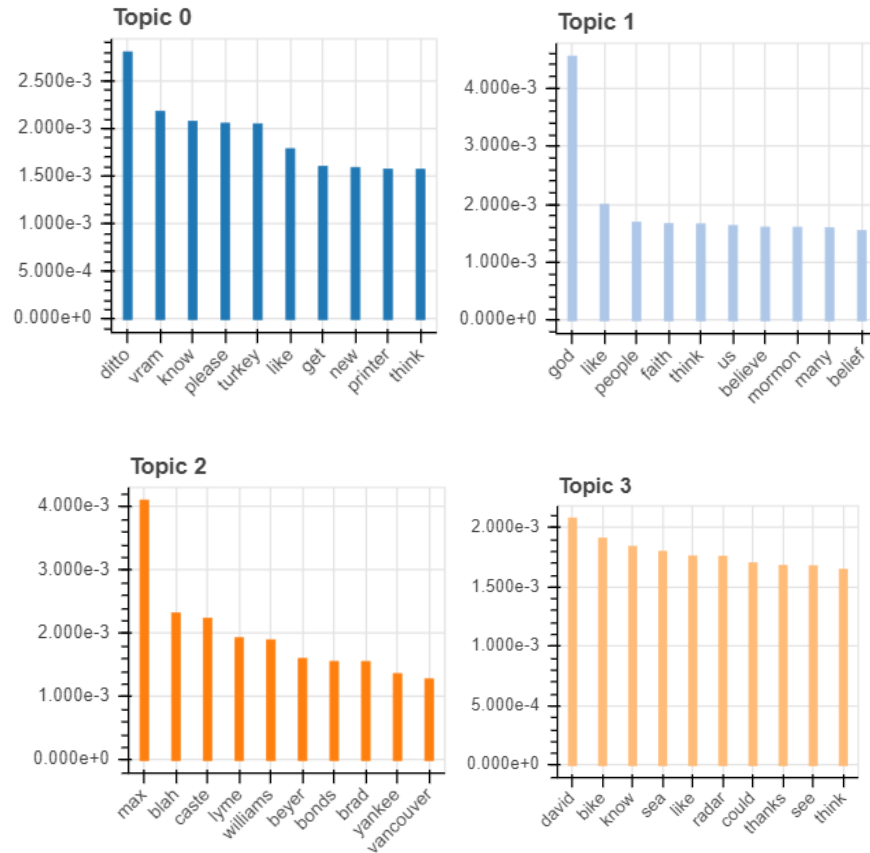 Topic 0
2.500e-3
2.000e-3
1.500e-3
1.000e-3
5.000e-4
0.000e+0
ditto
vram
know
please
turkey
like
get
new
printer
think
Topic 1
4.000e-3
3.000e-3
2.000e-3
1.000e-3
0.000e+0
god
like
people
faith
think
us
believe
mormon
many
belief
Topic 2
4.000e-3
3.000e-3
2.000e-3
1.000e-3
0.000e+0
max
blah
caste
lyme
williams
beyer
bonds
brad
yankee
vancouver
Topic 3
2.000e-3
1.500e-3
1.000e-3
5.000e-4
0.000e+0
david
bike
know
sea
like
radar
could
thanks
see
think